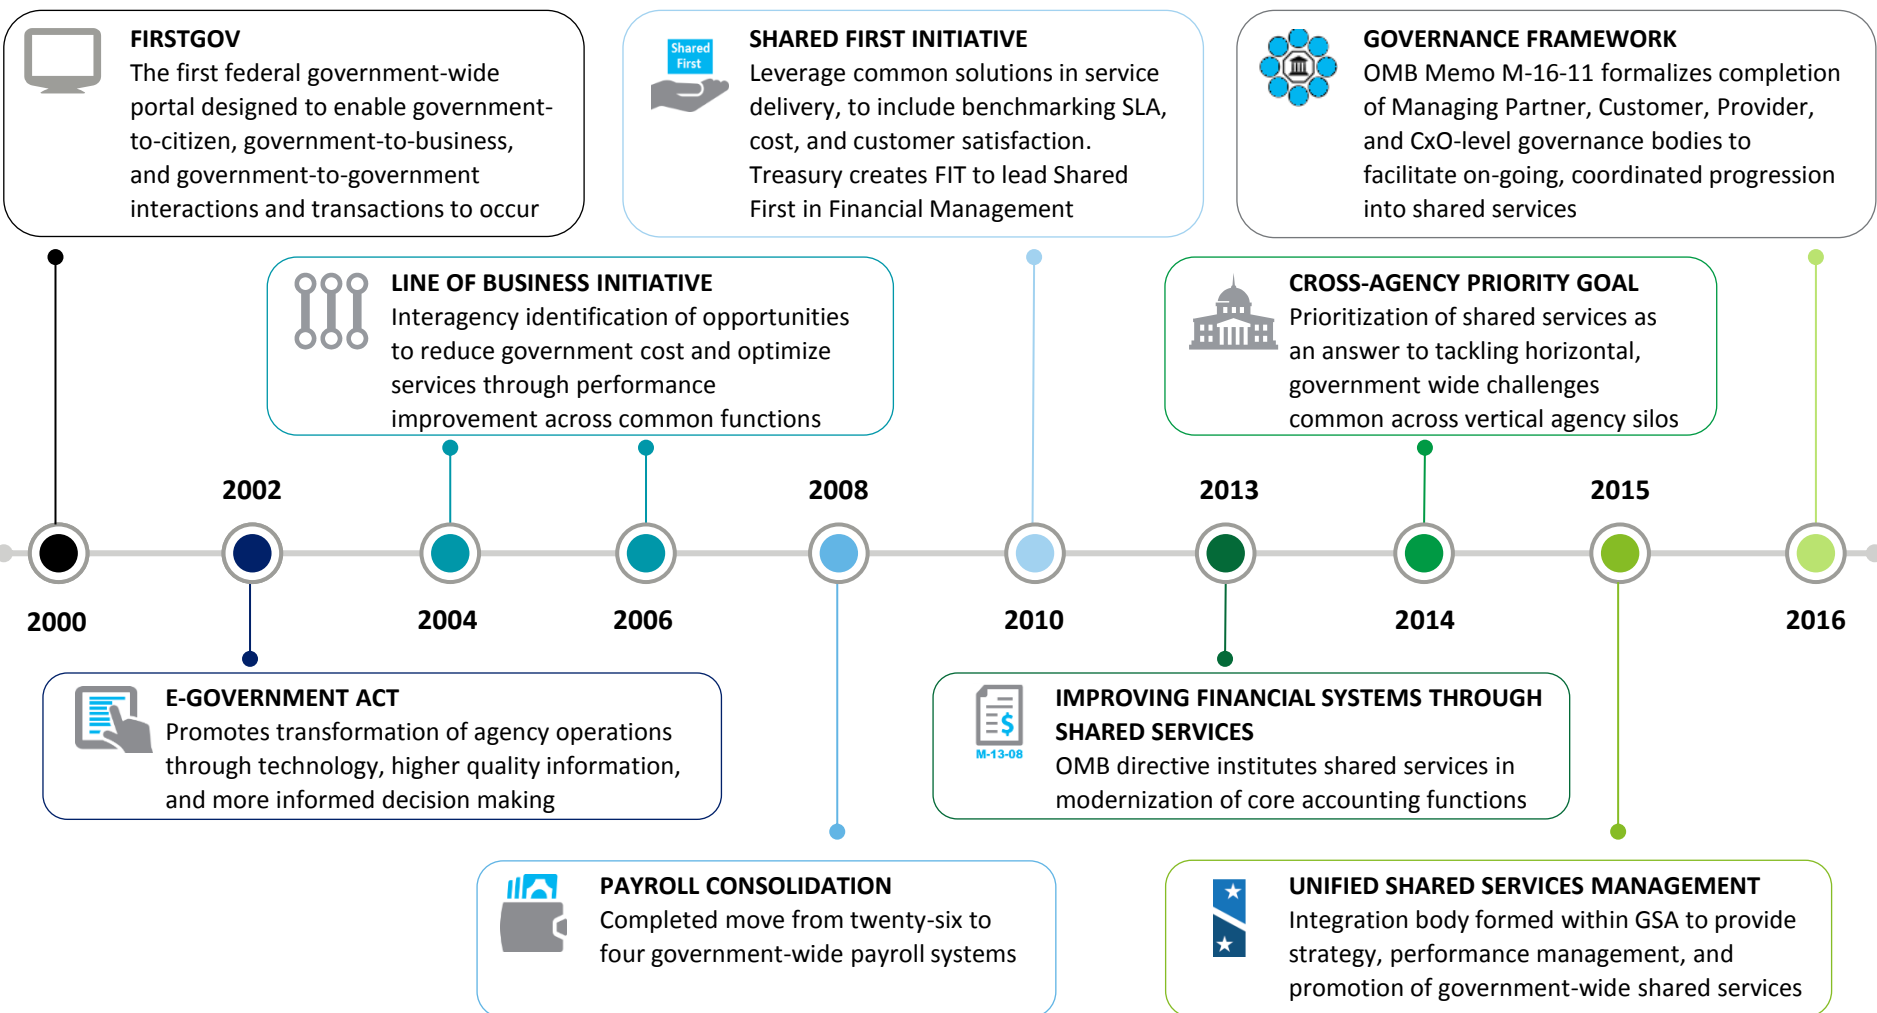 FIRSTGOV
The first federal government-wide
portal designed to enable government-
to-citizen, government-to-business,
and government-to-government
interactions and transactions to occur
Shared
First
SHARED FIRST INITIATIVE
Leverage common solutions in service
delivery, to include benchmarking SLA,
cost, and customer satisfaction.
Treasury creates FIT to lead Shared
First in Financial Management
GOVERNANCE FRAMEWORK
OMB Memo M-16-11 formalizes completion
of Managing Partner, Customer, Provider,
and CxO-level governance bodies to
facilitate on-going, coordinated progression
into shared services
LINE OF BUSINESS INITIATIVE
Interagency identification of opportunities
to reduce government cost and optimize
services through performance
improvement across common functions
CROSS-AGENCY PRIORITY GOAL
Prioritization of shared services as
an answer to tackling horizontal,
government wide challenges
common across vertical agency silos
2002
2008
2013
2015
2000
2004
2006
2010
2014
2016
E-GOVERNMENT ACT
Promotes transformation of agency operations
through technology, higher quality information,
and more informed decision making
M-13-08
IMPROVING FINANCIAL SYSTEMS THROUGH
SHARED SERVICES
OMB directive institutes shared services in
modernization of core accounting functions
PAYROLL CONSOLIDATION
Completed move from twenty-six to
four government-wide payroll systems
UNIFIED SHARED SERVICES MANAGEMENT
Integration body formed within GSA to provide
strategy, performance management, and
promotion of government-wide shared services